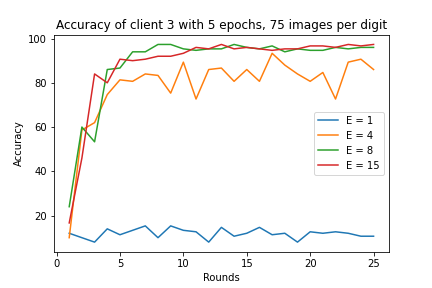 Accuracy of client 3 with 5 epochs, 75 images per digit
100
80
60
40
20
Accuracy
E = 1
E = 4
E = 8
E = 15
0 5 10 15 20 25
Rounds